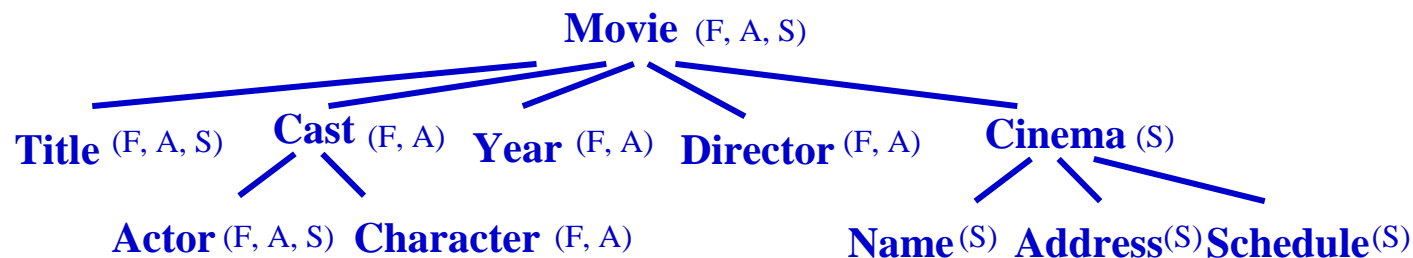 Movie (F, A, S)
Title (F, A, S) Cast (F, A) Year (F, A) Director (F, A) Cinema (S)
Actor (F, A, S) Character (F, A) Name (S) Address (S) Schedule (S)